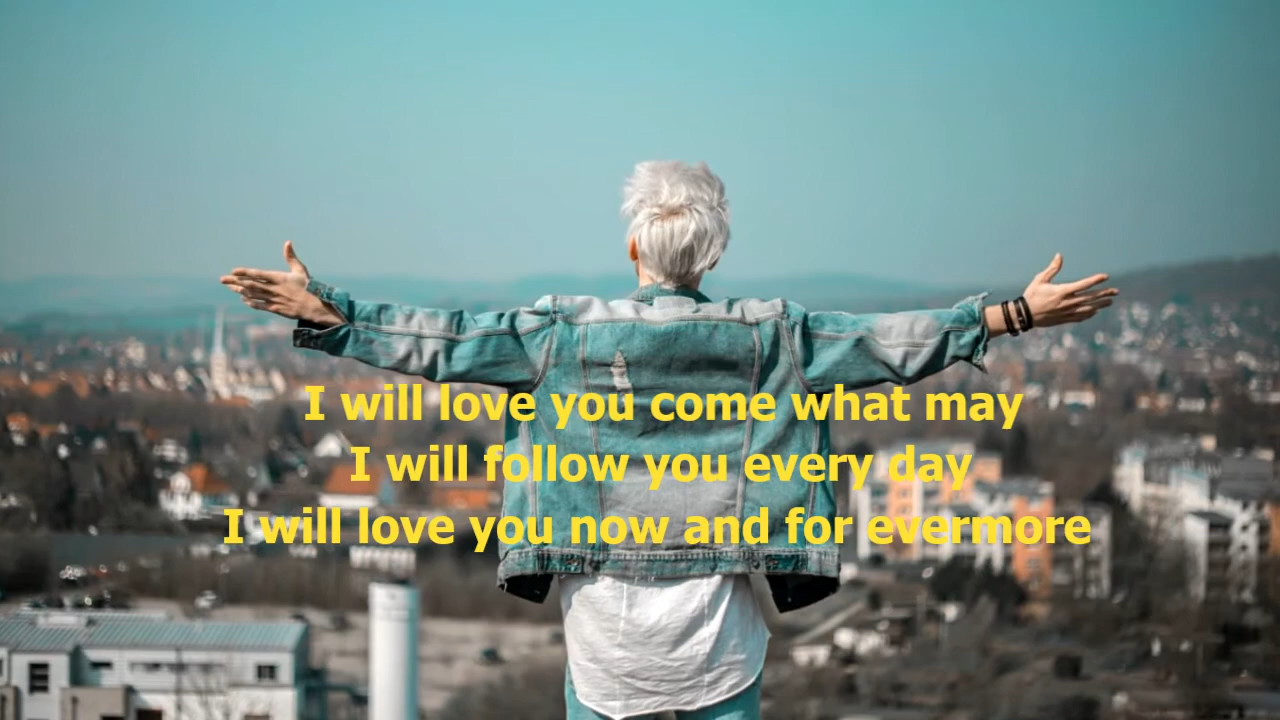 I will love you come what may
I will follow you every day
I will love you now and for evermore